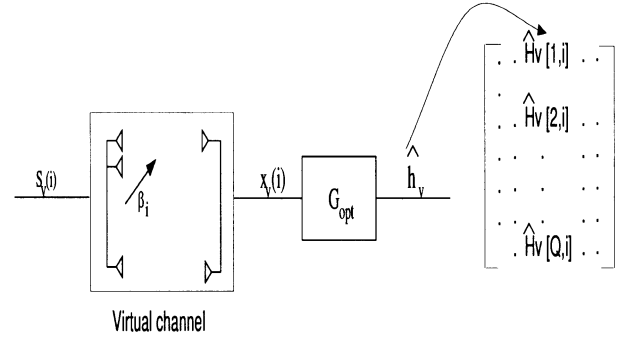 S_v(i)
β_i
x_v(i)
G_opt
ĥ_v
. . Ĥv [1,i] . .
.
. . Ĥv [2,i] . .
. . . . .
. . . . .
. . . . .
. Ĥv [Q,i] . .
Virtual channel